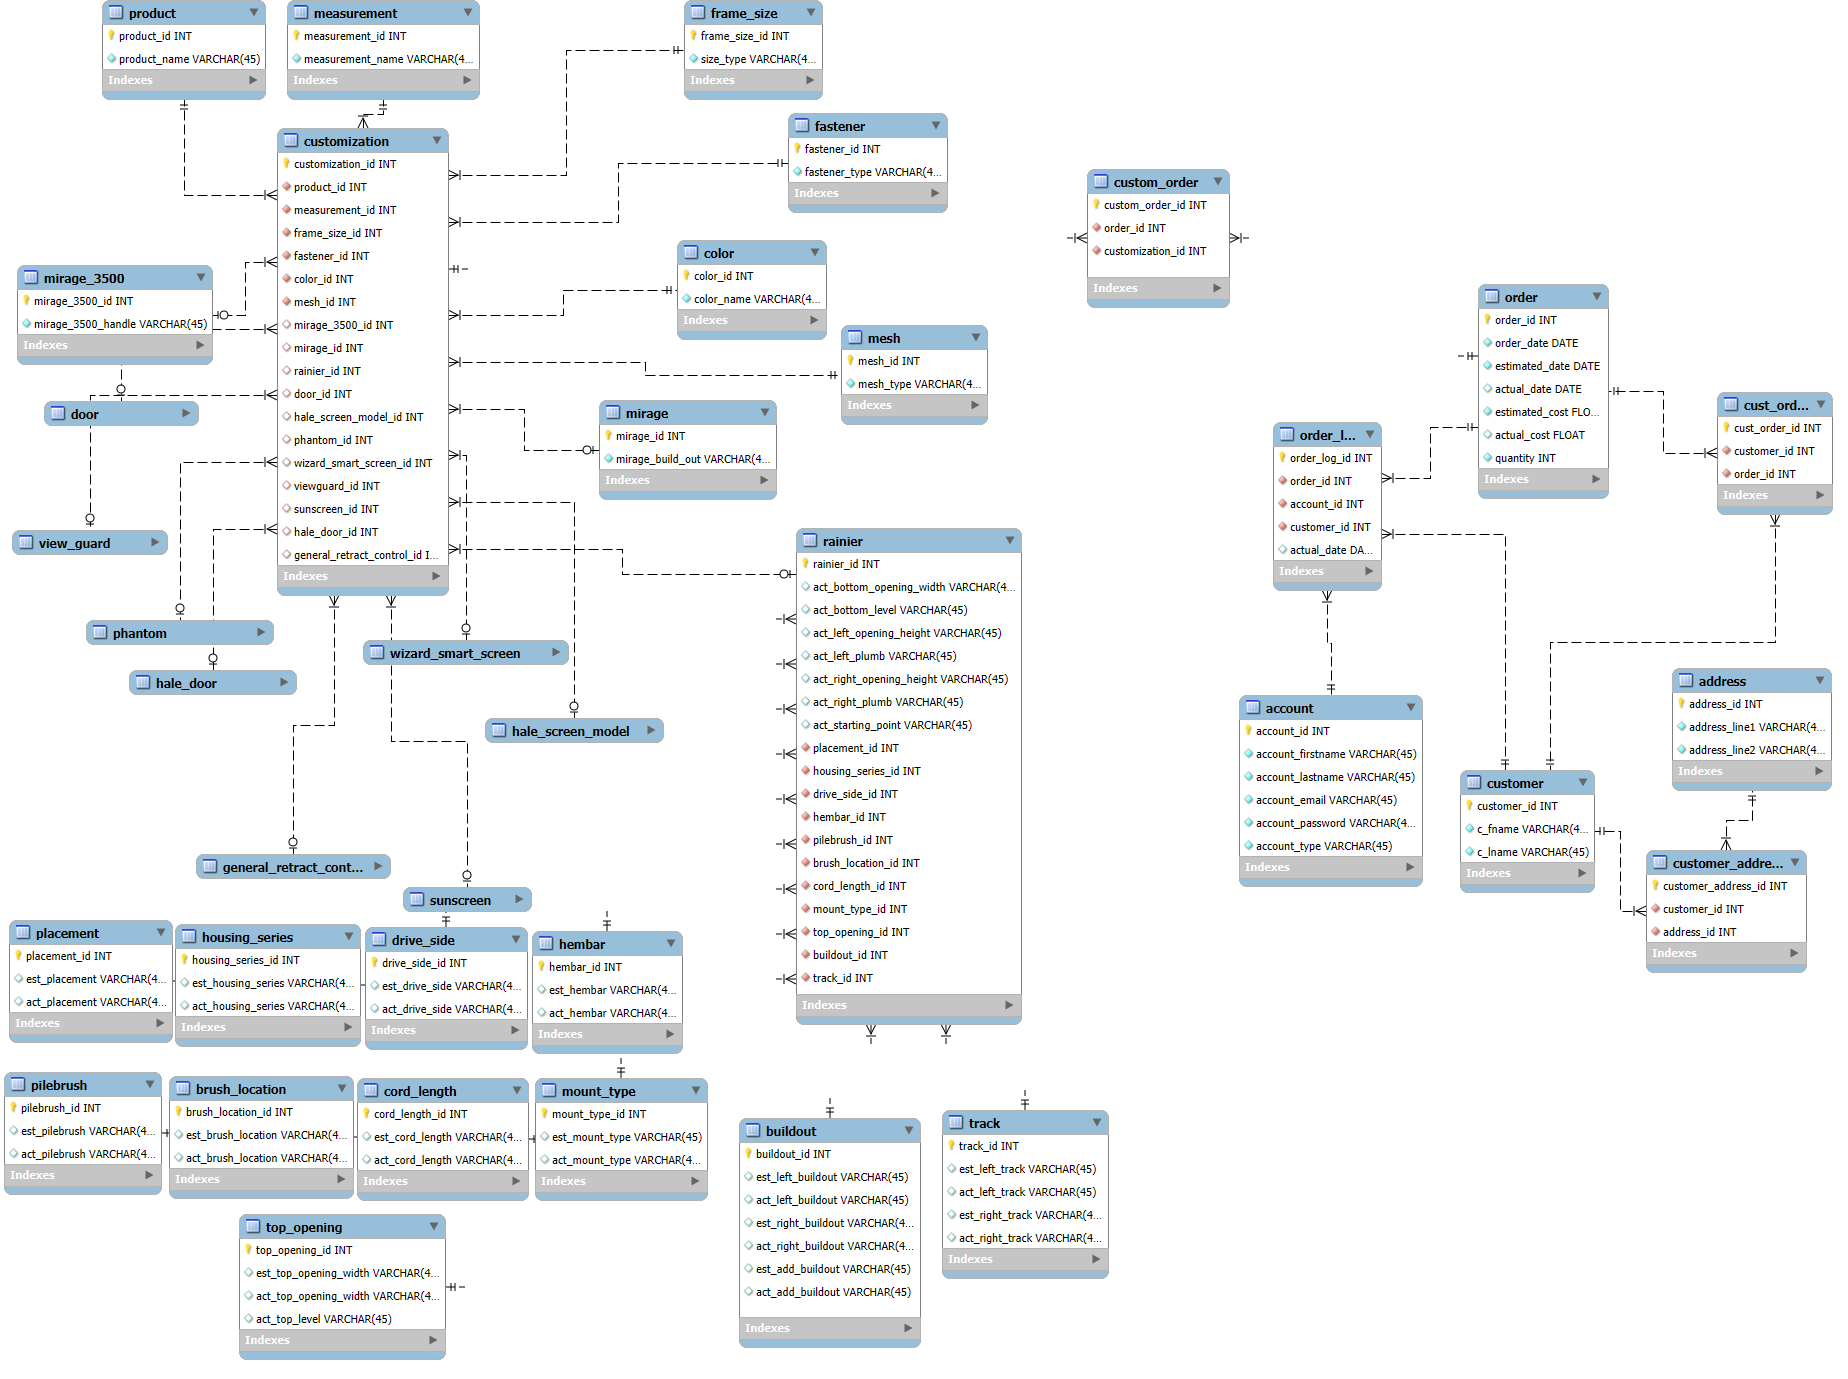 product
product_id INT
product_name VARCHAR(45)
Indexes
measurement
measurement_id INT
measurement_name VARCHAR(4...
Indexes
frame_size
frame_size_id INT
size_type VARCHAR(4...
Indexes
fastener
fastener_id INT
fastener_type VARCHAR(4...
Indexes
customization
customization_id INT
product_id INT
measurement_id INT
frame_size_id INT
fastener_id INT
color_id INT
mesh_id INT
mirage_3500_id INT
mirage_id INT
rainier_id INT
door_id INT
hale_screen_model_id INT
phantom_id INT
wizard_smart_screen_id INT
viewguard_id INT
sunscreen_id INT
hale_door_id INT
general_retract_control_id I...
Indexes
custom_order
custom_order_id INT
order_id INT
customization_id INT
Indexes
color
color_id INT
color_name VARCHAR(4...
Indexes
mirage_3500
mirage_3500_id INT
mirage_3500_handle VARCHAR(45)
Indexes
mesh
mesh_id INT
mesh_type VARCHAR(4...
Indexes
order
order_id INT
order_date DATE
estimated_date DATE
actual_date DATE
estimated_cost FLO...
actual_cost FLOAT
quantity INT
Indexes
cust_ord...
cust_order_id INT
customer_id INT
order_id INT
Indexes
order_l...
order_log_id INT
order_id INT
account_id INT
customer_id INT
actual_date DA...
Indexes
door
mirage
mirage_id INT
mirage_build_out VARCHAR(4...
Indexes
view_guard
rainier
rainier_id INT
act_bottom_opening_width VARCHAR(4...
act_bottom_level VARCHAR(45)
act_left_opening_height VARCHAR(45)
act_left_plumb VARCHAR(45)
act_right_opening_height VARCHAR(45)
act_right_plumb VARCHAR(45)
act_starting_point VARCHAR(45)
placement_id INT
housing_series_id INT
drive_side_id INT
hembar_id INT
pilebrush_id INT
brush_location_id INT
cord_length_id INT
mount_type_id INT
top_opening_id INT
buildout_id INT
track_id INT
Indexes
phantom
wizard_smart_screen
hale_door
hale_screen_model
account
account_id INT
account_firstname VARCHAR(45)
account_lastname VARCHAR(45)
account_email VARCHAR(45)
account_password VARCHAR(4...
account_type VARCHAR(45)
Indexes
address
address_id INT
address_line1 VARCHAR(4...
address_line2 VARCHAR(4...
Indexes
customer
customer_id INT
c_fname VARCHAR(4...
c_lname VARCHAR(45)
Indexes
customer_addre...
customer_address_id INT
customer_id INT
address_id INT
Indexes
general_retract_cont...
sunscreen
placement
placement_id INT
est_placement VARCHAR(4...
act_placement VARCHAR(4...
Indexes
housing_series
housing_series_id INT
est_housing_series VARCHAR(4...
act_housing_series VARCHAR(4...
Indexes
drive_side
drive_side_id INT
est_drive_side VARCHAR(4...
act_drive_side VARCHAR(4...
Indexes
hembar
hembar_id INT
est_hembar VARCHAR(4...
act_hembar VARCHAR(4...
Indexes
pilebrush
pilebrush_id INT
est_pilebrush VARCHAR(4...
act_pilebrush VARCHAR(4...
Indexes
brush_location
brush_location_id INT
est_brush_location VARCHAR(4...
act_brush_location VARCHAR(4...
Indexes
cord_length
cord_length_id INT
est_cord_length VARCHAR(4...
act_cord_length VARCHAR(4...
Indexes
mount_type
mount_type_id INT
est_mount_type VARCHAR(45)
act_mount_type VARCHAR(4...
Indexes
buildout
buildout_id INT
est_left_buildout VARCHAR(45)
act_left_buildout VARCHAR(45)
est_right_buildout VARCHAR(4...
act_right_buildout VARCHAR(4...
est_add_buildout VARCHAR(45)
act_add_buildout VARCHAR(45)
Indexes
track
track_id INT
est_left_track VARCHAR(45)
act_left_track VARCHAR(45)
est_right_track VARCHAR(4...
act_right_track VARCHAR(4...
Indexes
top_opening
top_opening_id INT
est_top_opening_width VARCHAR(4...
act_top_opening_width VARCHAR(4...
act_top_level VARCHAR(45)
Indexes